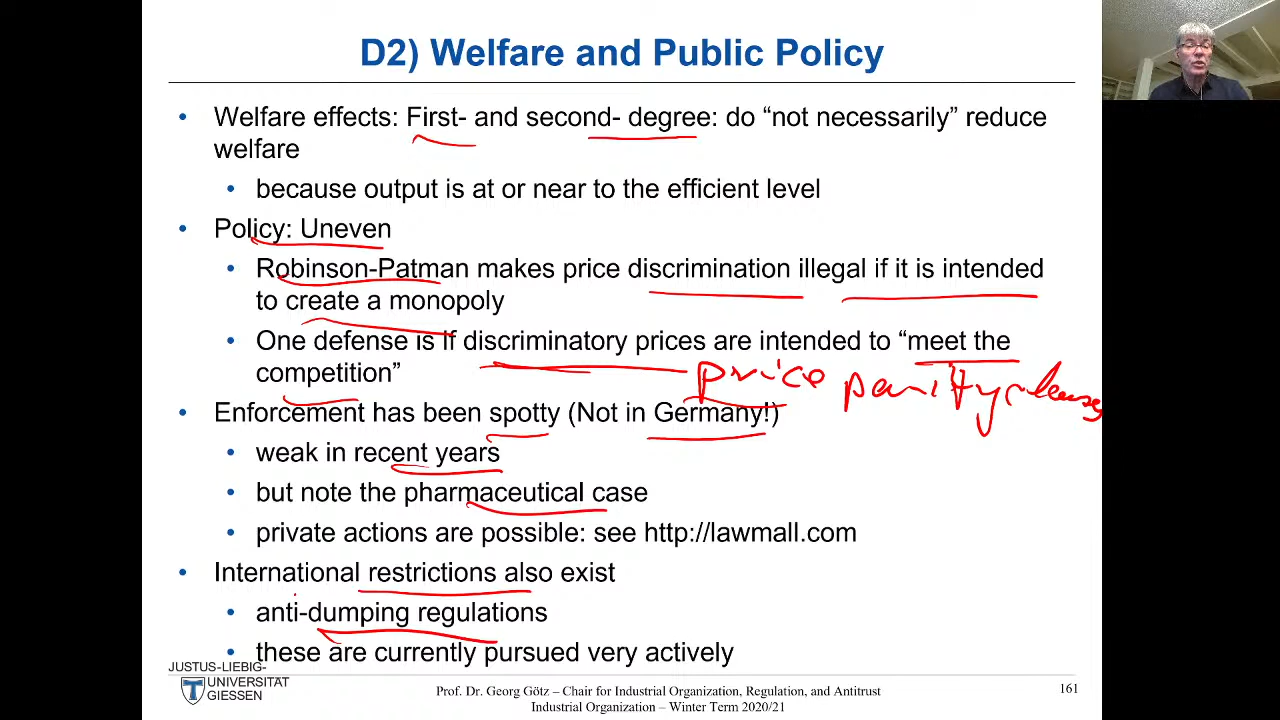 D2) Welfare and Public Policy
• Welfare effects: First- and second- degree: do “not necessarily” reduce
welfare
• because output is at or near to the efficient level
• Policy: Uneven
• Robinson-Patman makes price discrimination illegal if it is intended
to create a monopoly
• One defense is if discriminatory prices are intended to “meet the
competition”
price parity clauses
• Enforcement has been spotty (Not in Germany!)
• weak in recent years
• but note the pharmaceutical case
• private actions are possible: see http://lawmall.com
• International restrictions also exist
• anti-dumping regulations
• these are currently pursued very actively
JUSTUS-LIEBIG-
UNIVERSITÄT
GIESSEN
Prof. Dr. Georg Götz – Chair for Industrial Organization, Regulation, and Antitrust
Industrial Organization – Winter Term 2020/21
161